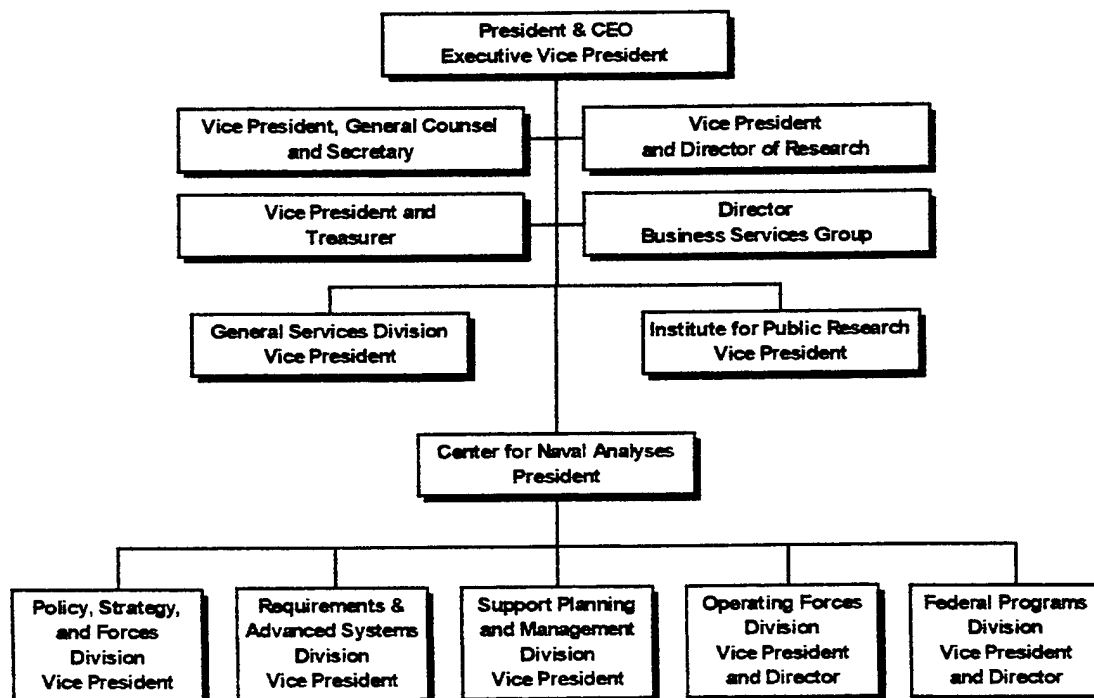 President & CEO
Executive Vice President
Vice President, General Counsel
and Secretary
Vice President
and Director of Research
Vice President and
Treasurer
Director
Business Services Group
General Services Division
Vice President
Institute for Public Research
Vice President
Center for Naval Analyses
President
Policy, Strategy,
and Forces
Division
Vice President
Requirements &
Advanced Systems
Division
Vice President
Support Planning
and Management
Division
Vice President
Operating Forces
Division
Vice President
and Director
Federal Programs
Division
Vice President
and Director